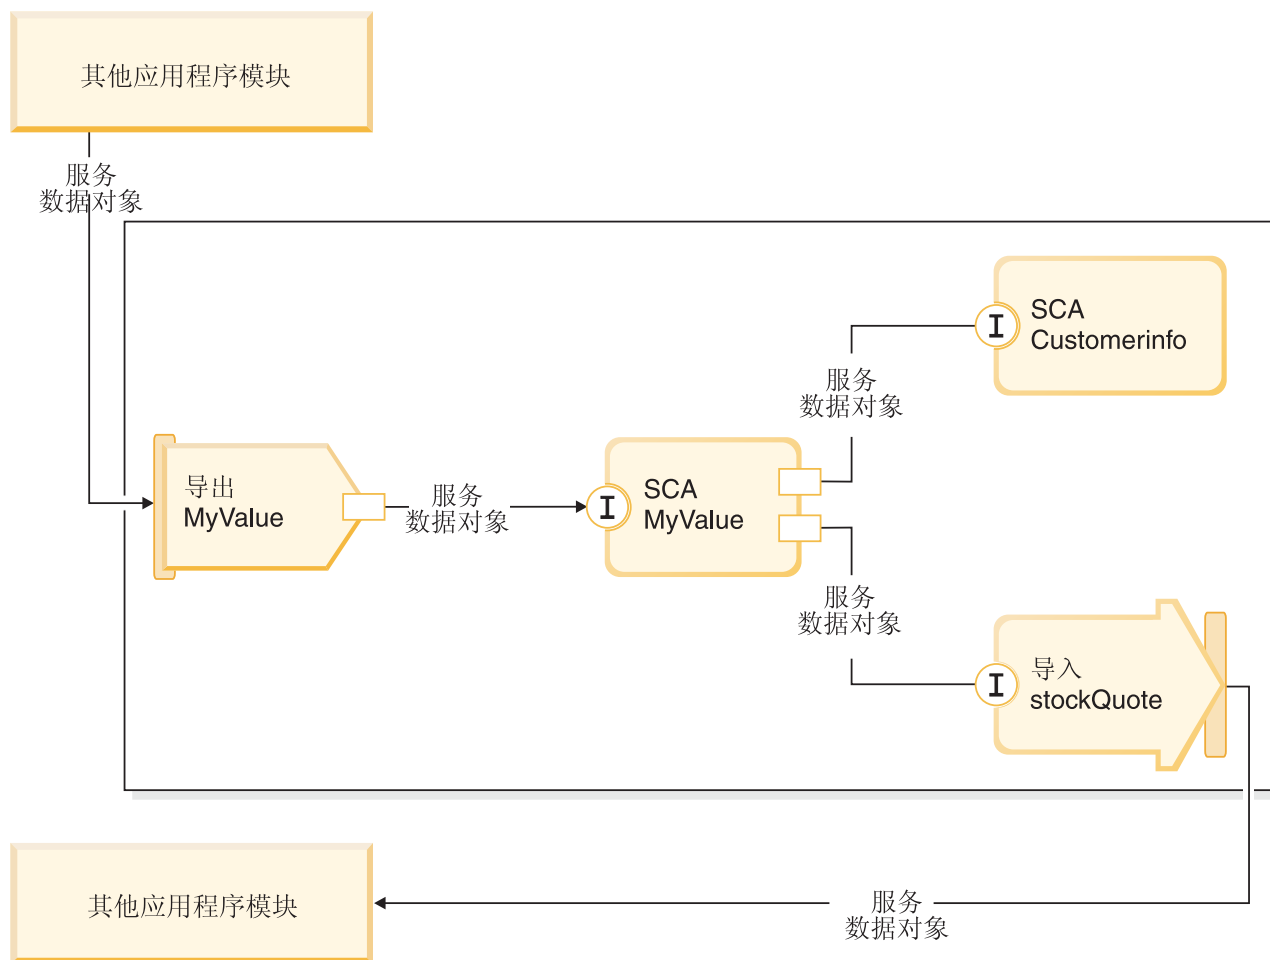 其他应用程序模块
服务
数据对象
SCA
Customerinfo
服务
数据对象
导出
MyValue
服务
数据对象
I
SCA
MyValue
I
服务
数据对象
I
导入
stockQuote
其他应用程序模块
服务
数据对象